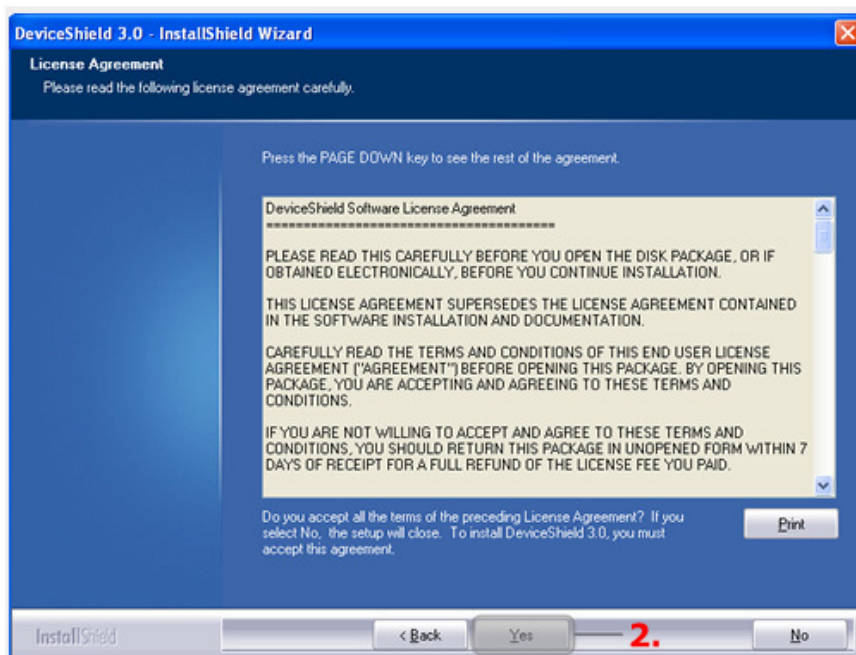 DeviceShield 3.0 - InstallShield Wizard
License Agreement
Please read the following license agreement carefully.
Press the PAGE DOWN key to see the rest of the agreement.
DeviceShield Software License Agreement
========================================
PLEASE READ THIS CAREFULLY BEFORE YOU OPEN THE DISK PACKAGE, OR IF
OBTAINED ELECTRONICALLY, BEFORE YOU CONTINUE INSTALLATION.
THIS LICENSE AGREEMENT SUPERSEDES THE LICENSE AGREEMENT CONTAINED
IN THE SOFTWARE INSTALLATION AND DOCUMENTATION.
CAREFULLY READ THE TERMS AND CONDITIONS OF THIS END USER LICENSE
AGREEMENT ("AGREEMENT") BEFORE OPENING THIS PACKAGE. BY OPENING THIS
PACKAGE, YOU ARE ACCEPTING AND AGREEING TO THESE TERMS AND
CONDITIONS.
IF YOU ARE NOT WILLING TO ACCEPT AND AGREE TO THESE TERMS AND
CONDITIONS, YOU SHOULD RETURN THIS PACKAGE IN UNOPENED FORM WITHIN 7
DAYS OF RECEIPT FOR A FULL REFUND OF THE LICENSE FEE YOU PAID.
Do you accept all the terms of the preceding License Agreement? If you
select No, the setup will close. To install DeviceShield 3.0, you must
accept this agreement.
Print
InstallShield
< Back
Yes
2.
No